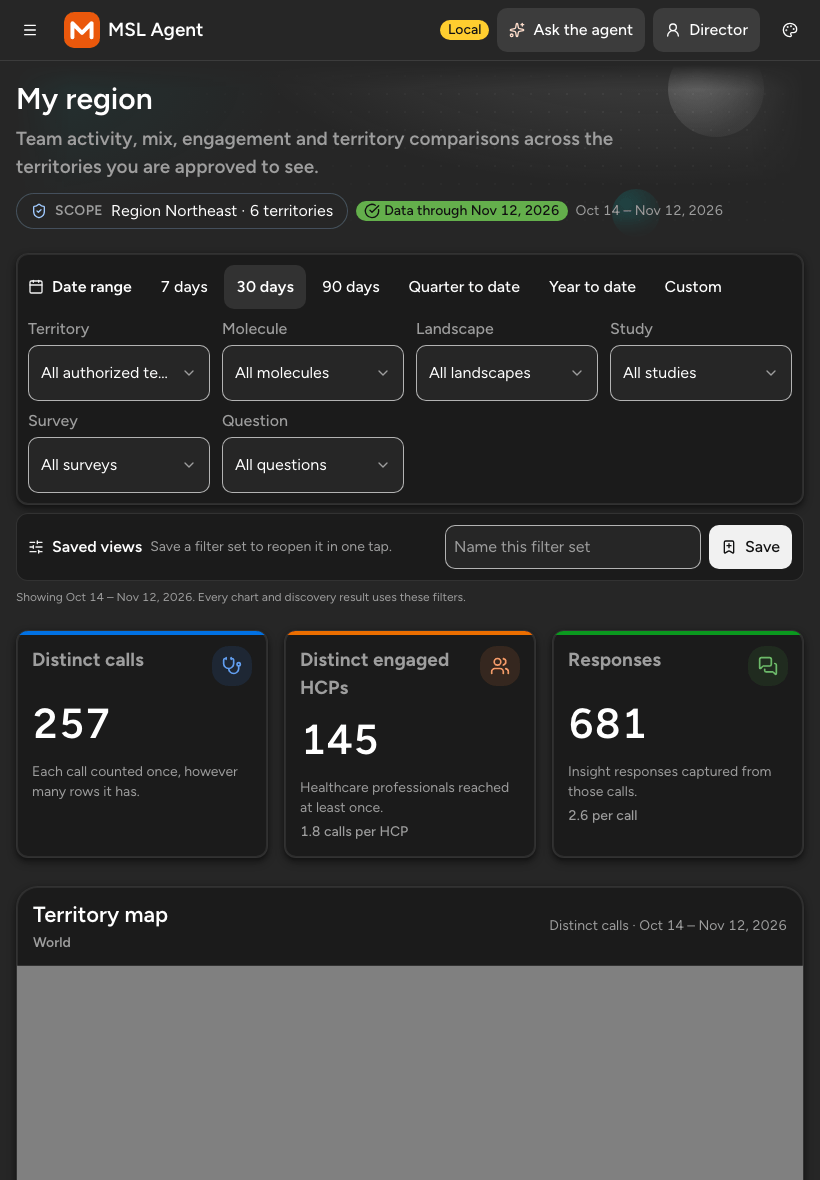 MSL Agent
Local
Ask the agent
Director
My region
Team activity, mix, engagement and territory comparisons across the
territories you are approved to see.
SCOPE Region Northeast · 6 territories
Data through Nov 12, 2026
Oct 14 – Nov 12, 2026
Date range
7 days
30 days
90 days
Quarter to date
Year to date
Custom
Territory
Molecule
Landscape
Study
All authorized te...
All molecules
All landscapes
All studies
Survey
Question
All surveys
All questions
Saved views
Save a filter set to reopen it in one tap.
Name this filter set
Save
Showing Oct 14 – Nov 12, 2026. Every chart and discovery result uses these filters.
Distinct calls
257
Each call counted once, however
many rows it has.
Distinct engaged
HCPs
145
Healthcare professionals reached
at least once.
1.8 calls per HCP
Responses
681
Insight responses captured from
those calls.
2.6 per call
Territory map
World
Distinct calls · Oct 14 – Nov 12, 2026